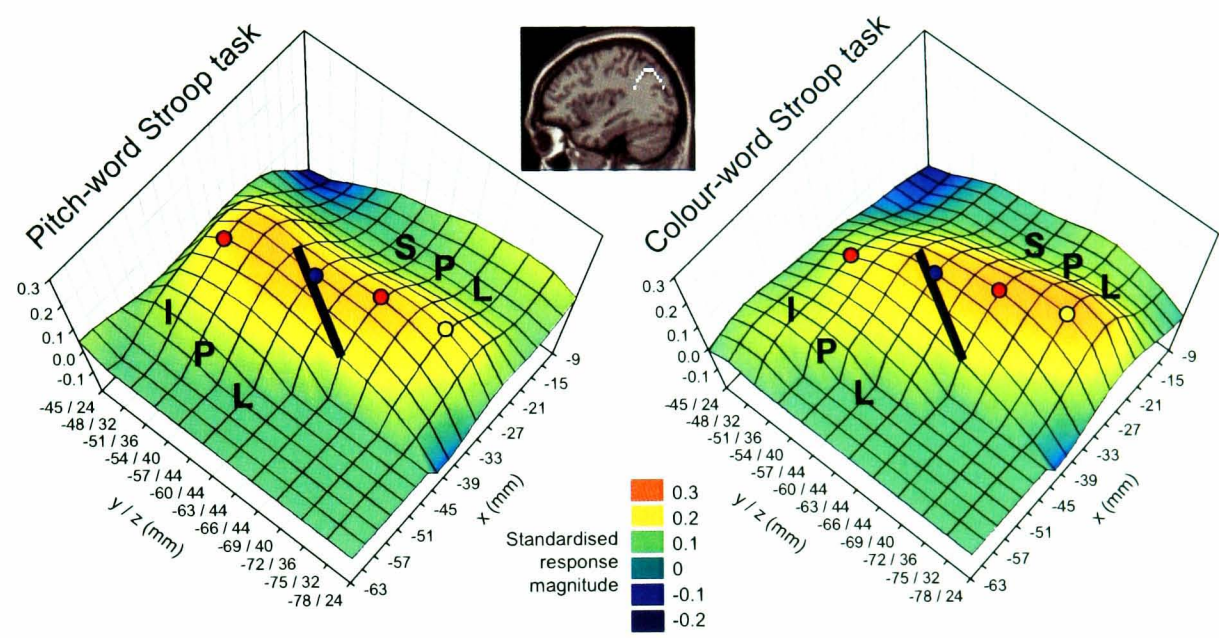 Pitch-word Stroop task
0.3
0.2
0.1
0.0
-0.1
S
P
L
I
P
L
-45 / 24
-48 / 32
-51 / 36
-54 / 40
-57 / 44
-60 / 44
-63 / 44
-66 / 44
-69 / 40
-72 / 36
-75 / 32
-78 / 24
y / z (mm)
-9
-15
-21
-27
-33
-39
-45
-51
-57
-63
x (mm)
Standardised
response
magnitude
0.3
0.2
0.1
0
-0.1
-0.2
Colour-word Stroop task
0.3
0.2
0.1
0.0
-0.1
S
P
L
I
P
L
-45 / 24
-48 / 32
-51 / 36
-54 / 40
-57 / 44
-60 / 44
-63 / 44
-66 / 44
-69 / 40
-72 / 36
-75 / 32
-78 / 24
y / z (mm)
-9
-15
-21
-27
-33
-39
-45
-51
-57
-63
x (mm)